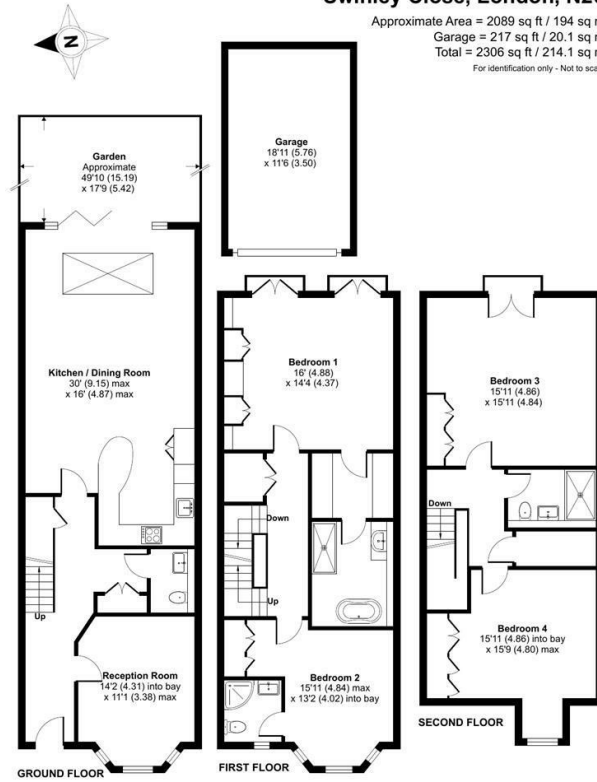 Approximate Area = 2089 sq ft / 194 sq
Garage = 217 sq ft / 20.1 sq
Total = 2306 sq ft / 214.1 sq
For identification only - Not to
N
Garden
Approximate
49'10 (15.19)
x 17'9 (5.42)
Garage
18'11 (5.76)
x 11'6 (3.50)
Kitchen / Dining Room
30' (9.15) max
x 16' (4.87) max
Up
Reception Room
14'2 (4.31) into bay
x 11'1 (3.38) max
GROUND FLOOR
Bedroom 1
16' (4.88)
x 14'4 (4.37)
Down
Up
Bedroom 2
15'11 (4.84) max
x 13'2 (4.02) into bay
FIRST FLOOR
Bedroom 3
15'11 (4.86)
x 15'11 (4.84)
Down
Bedroom 4
15'11 (4.86) into bay
x 15'9 (4.80) max
SECOND FLOOR